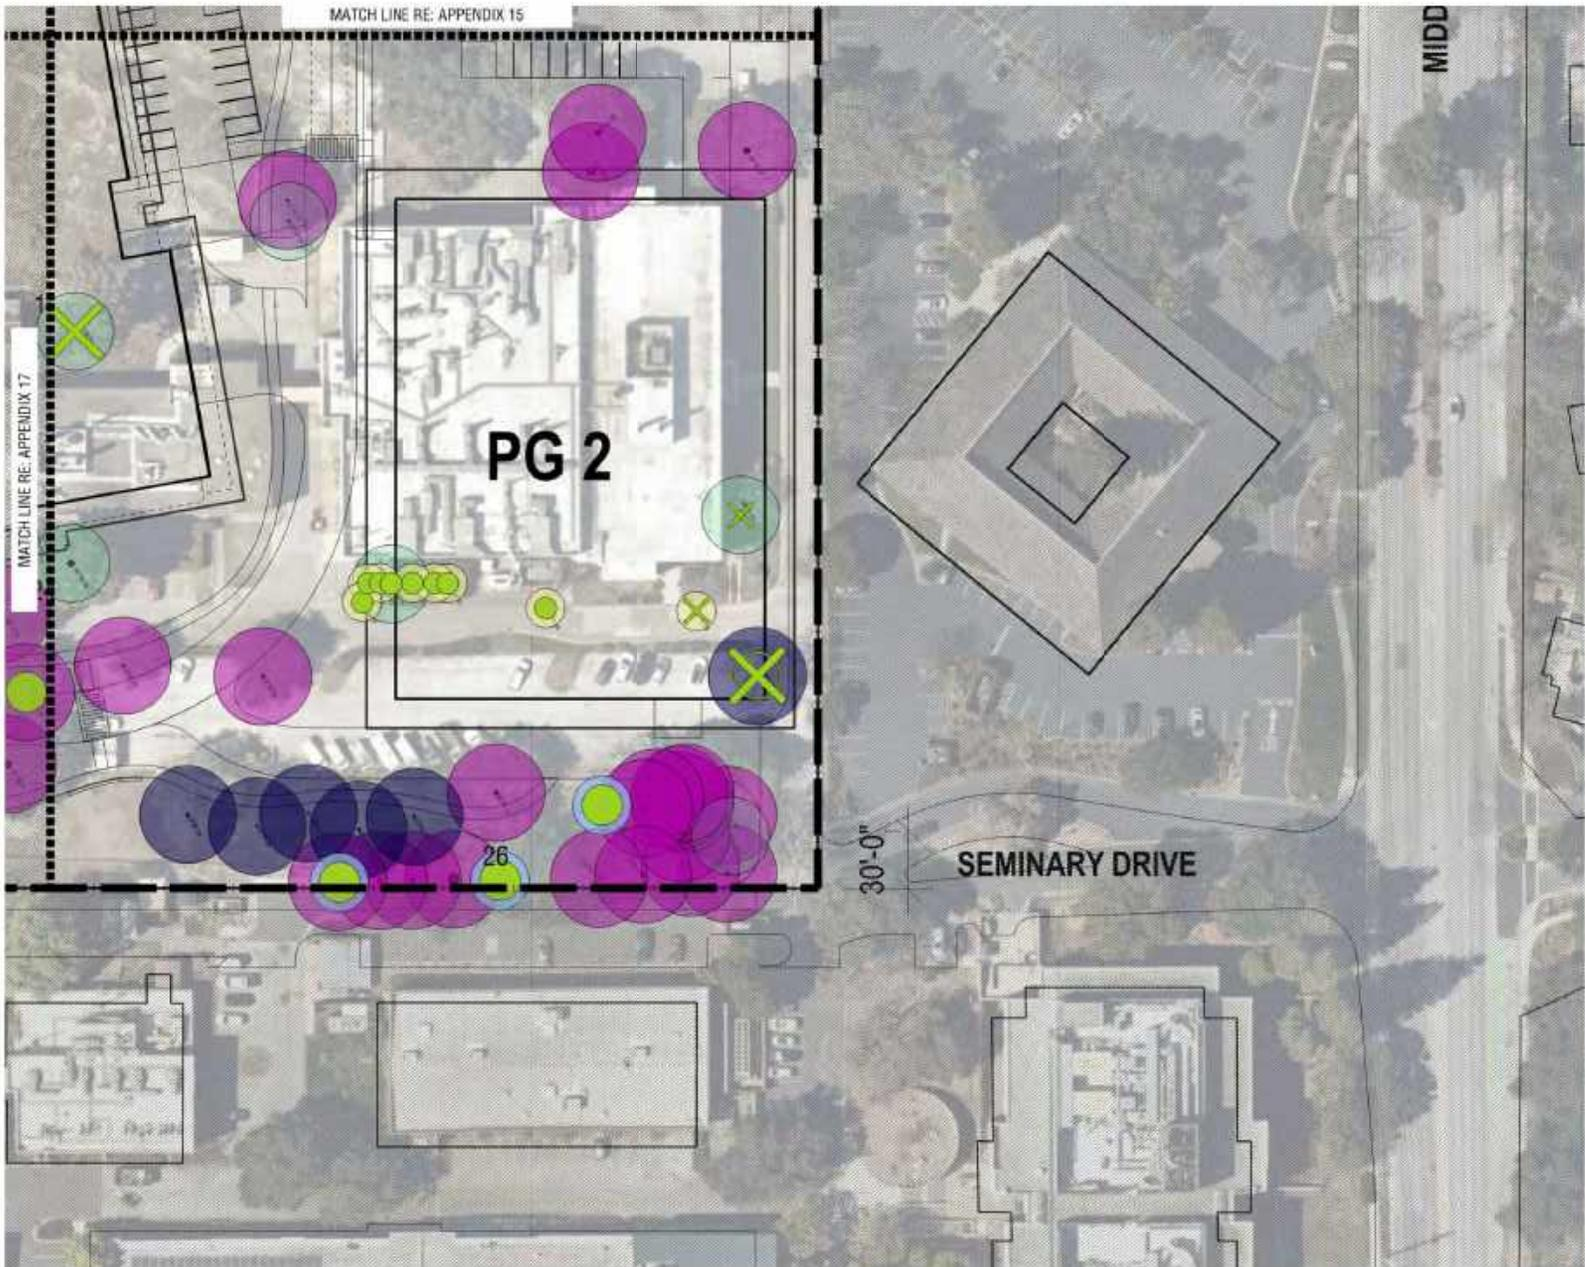 MATCH LINE RE: APPENDIX 15
MIDD
MATCH LINE RE: APPENDIX 17
PG 2
26
30'-0"
SEMINARY DRIVE